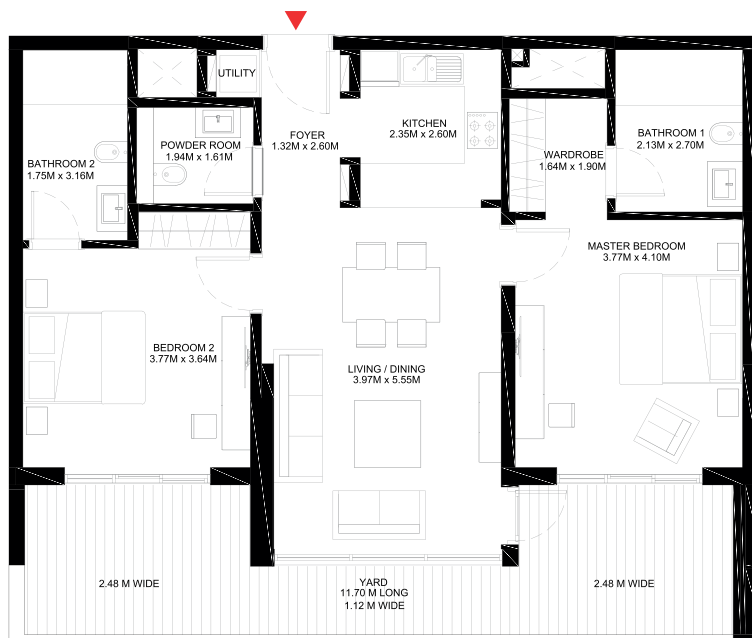 UTILITY
KITCHEN
2.35M x 2.60M
FOYER
1.32M x 2.60M
POWDER ROOM
1.94M x 1.61M
BATHROOM 1
2.13M x 2.70M
WARDROBE
1.64M x 1.90M
BATHROOM 2
1.75M x 3.16M
MASTER BEDROOM
3.77M x 4.10M
BEDROOM 2
3.77M x 3.64M
LIVING / DINING
3.97M x 5.55M
2.48 M WIDE
YARD
11.70 M LONG
1.12 M WIDE
2.48 M WIDE